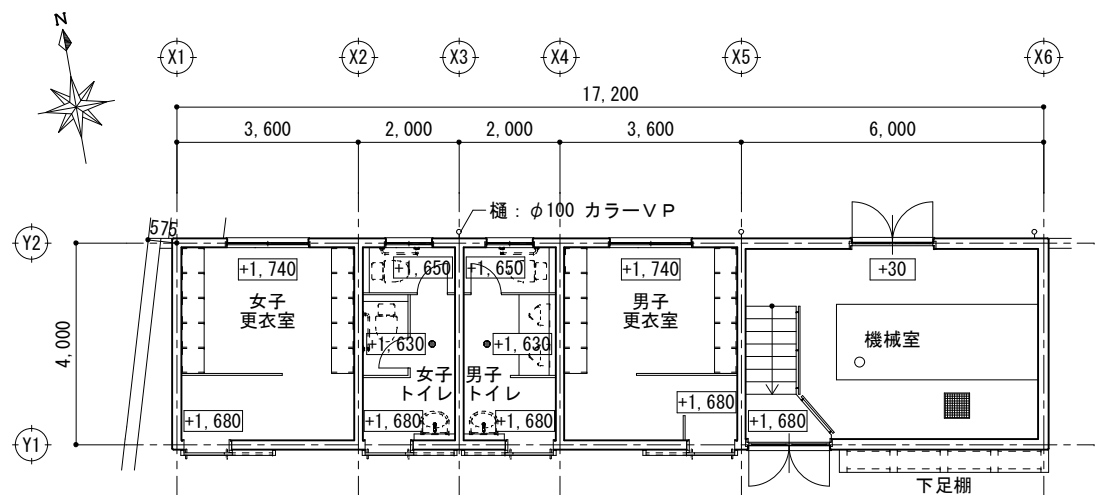 N
X1 X2 X3 X4 X5 X6
17,200
3,600 2,000 2,000 3,600 6,000
樋：φ100 カラーＶＰ
575
Y2
+1,740 +1,650 +1,650 +1,740 +30
女子
更衣室
男子
更衣室
機械室
4,000
+1,630 +1,630
女子
トイレ
男子
トイレ
+1,680 +1,680 +1,680 +1,680 +1,680
Y1
下足棚